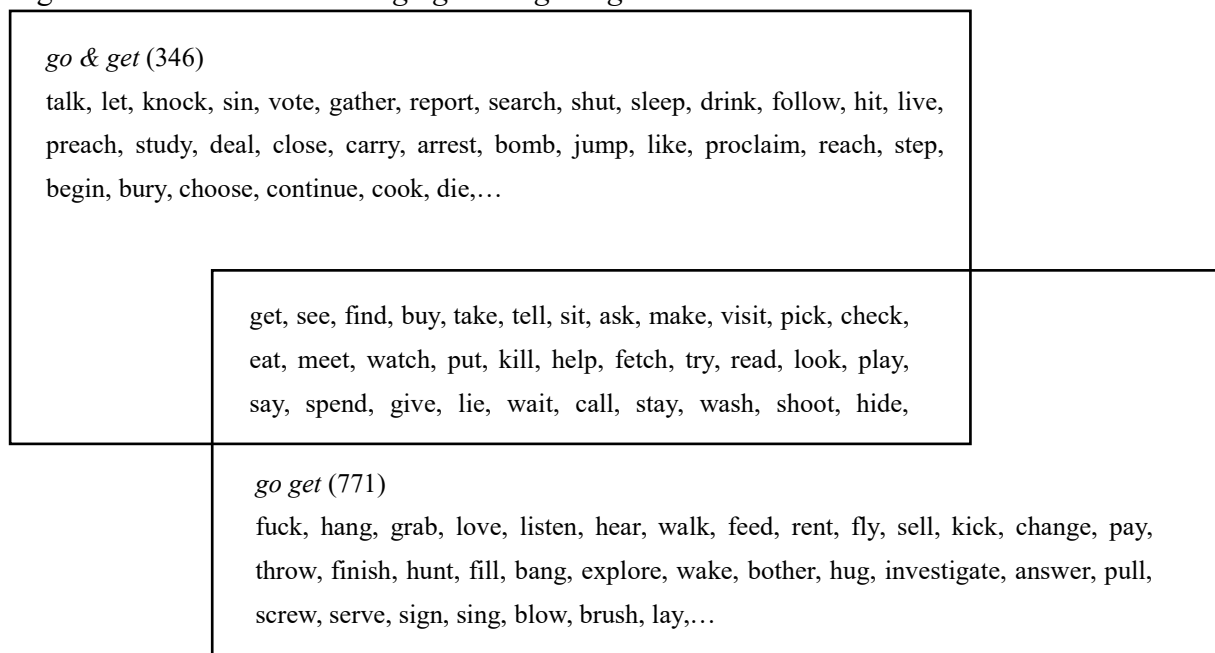 go & get (346)
talk, let, knock, sin, vote, gather, report, search, shut, sleep, drink, follow, hit, live,
preach, study, deal, close, carry, arrest, bomb, jump, like, proclaim, reach, step,
begin, bury, choose, continue, cook, die,…
get, see, find, buy, take, tell, sit, ask, make, visit, pick, check,
eat, meet, watch, put, kill, help, fetch, try, read, look, play,
say, spend, give, lie, wait, call, stay, wash, shoot, hide,
go get (771)
fuck, hang, grab, love, listen, hear, walk, feed, rent, fly, sell, kick, change, pay,
throw, finish, hunt, fill, bang, explore, wake, bother, hug, investigate, answer, pull,
screw, serve, sign, sing, blow, brush, lay,…